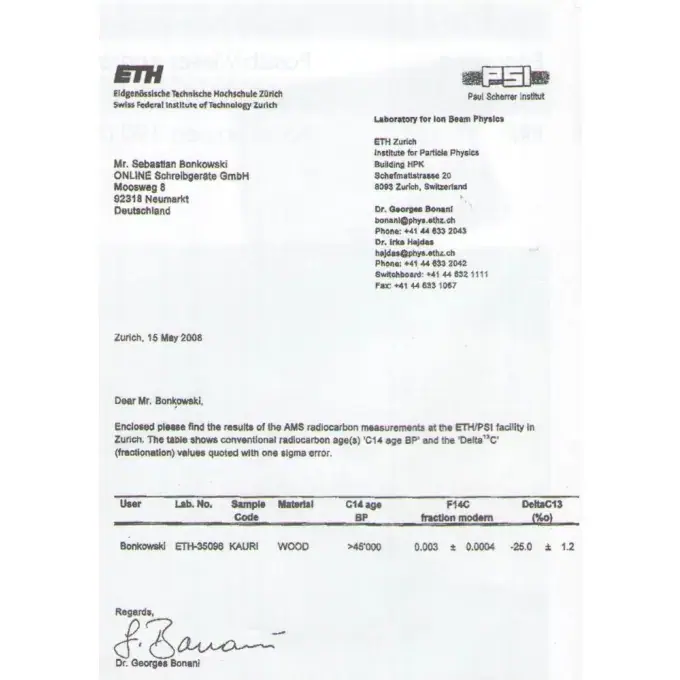 ETH
Eidgenössische Technische Hochschule Zürich
Swiss Federal Institute of Technology Zurich
PSI
Paul Scherrer Institut
Laboratory for Ion Beam Physics
ETH Zurich
Institute for Particle Physics
Building HPK
Schafmattstrasse 20
8093 Zurich, Switzerland
Mr. Sebastian Bonkowski
ONLINE Schreibgeräte GmbH
Moosweg 8
92318 Neumarkt
Deutschland
Dr. Georges Bonani
bonani@phys.ethz.ch
Phone: +41 44 633 2043
Dr. Irka Hajdas
hajdas@phys.ethz.ch
Phone: +41 44 633 2042
Switchboard: +41 44 632 1111
Fax: +41 44 633 1067
Zurich, 15 May 2008
Dear Mr. Bonkowski,
Enclosed please find the results of the AMS radiocarbon measurements at the ETH/PSI facility in
Zurich. The table shows conventional radiocarbon age(s) 'C14 age BP' and the 'Delta¹³C'
(fractionation) values quoted with one sigma error.
User Lab. No. Sample Material C14 age F14C DeltaC13
Code BP fraction modern (%o)
Bonkowski ETH-35096 KAURI WOOD >45'000 0.003 ± 0.0004 -25.0 ± 1.2
Regards,
G. Bonani
Dr. Georges Bonani